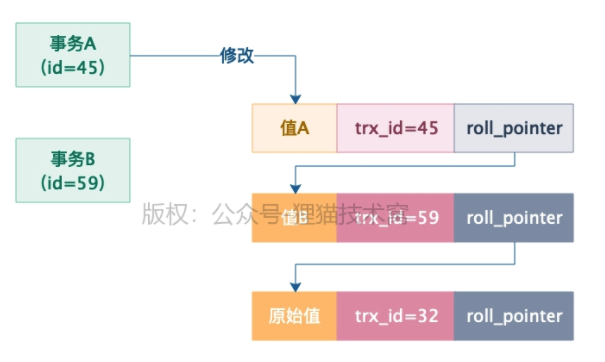 事务A
（id=45）
修改
值A trx_id=45 roll_pointer
事务B
（id=59）
版权：公众号 狸猫技术窝
值B trx_id=59 roll_pointer
原始值 trx_id=32 roll_pointer